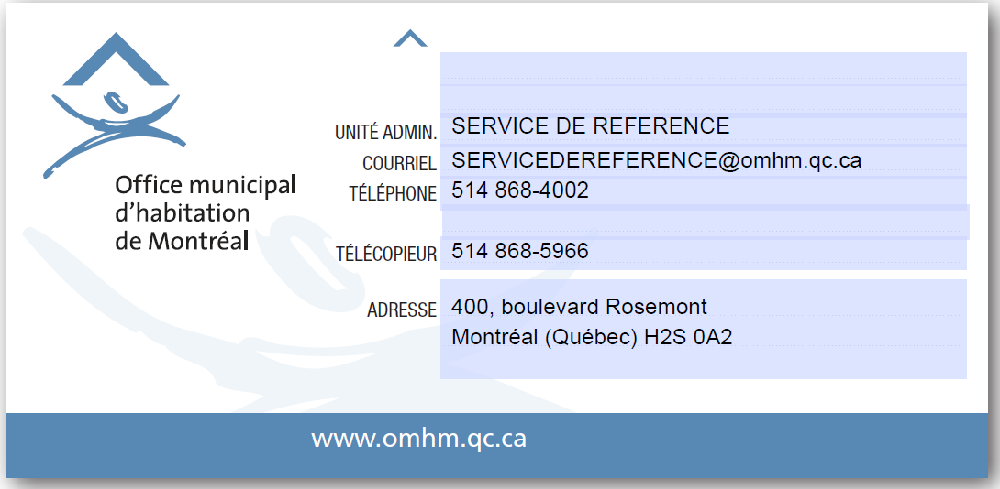 Office municipal
d'habitation
de Montréal
UNITÉ ADMIN. SERVICE DE REFERENCE
COURRIEL SERVICEDEREFERENCE@omhm.qc.ca
TÉLÉPHONE 514 868-4002
TÉLÉCOPIEUR 514 868-5966
ADRESSE 400, boulevard Rosemont
Montréal (Québec) H2S 0A2
www.omhm.qc.ca